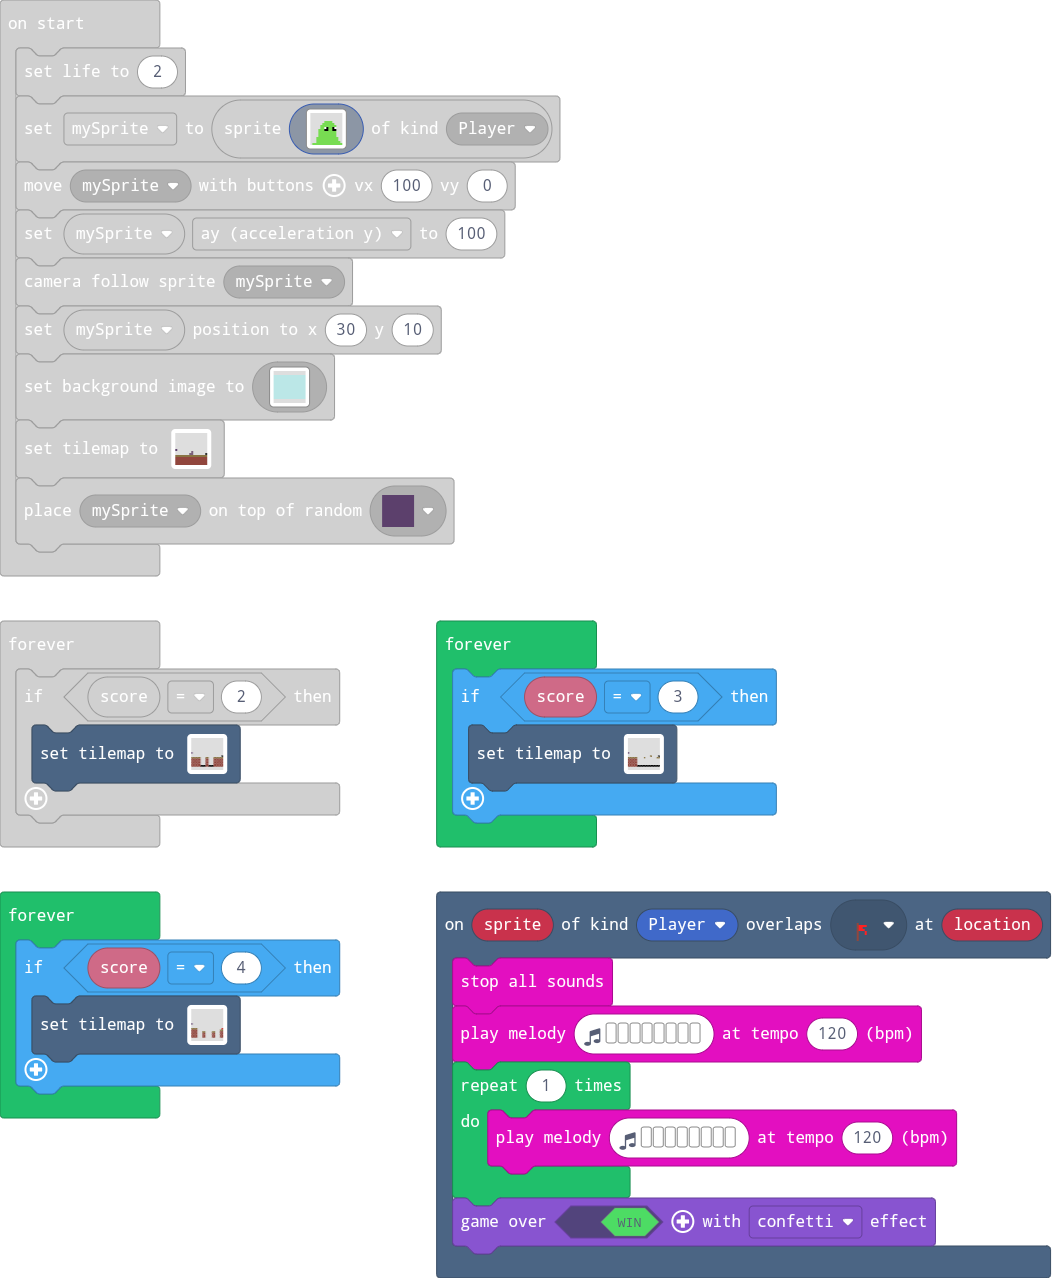 on start
set life to 2
set mySprite to sprite of kind Player
move mySprite with buttons vx 100 vy 0
set mySprite ay (acceleration y) to 100
camera follow sprite mySprite
set mySprite position to x 30 y 10
set background image to
set tilemap to
place mySprite on top of random
forever
if score = 2 then
set tilemap to
forever
if score = 3 then
set tilemap to
forever
if score = 4 then
set tilemap to
on sprite of kind Player overlaps at location
stop all sounds
play melody at tempo 120 (bpm)
repeat 1 times
do
play melody at tempo 120 (bpm)
game over WIN with confetti effect